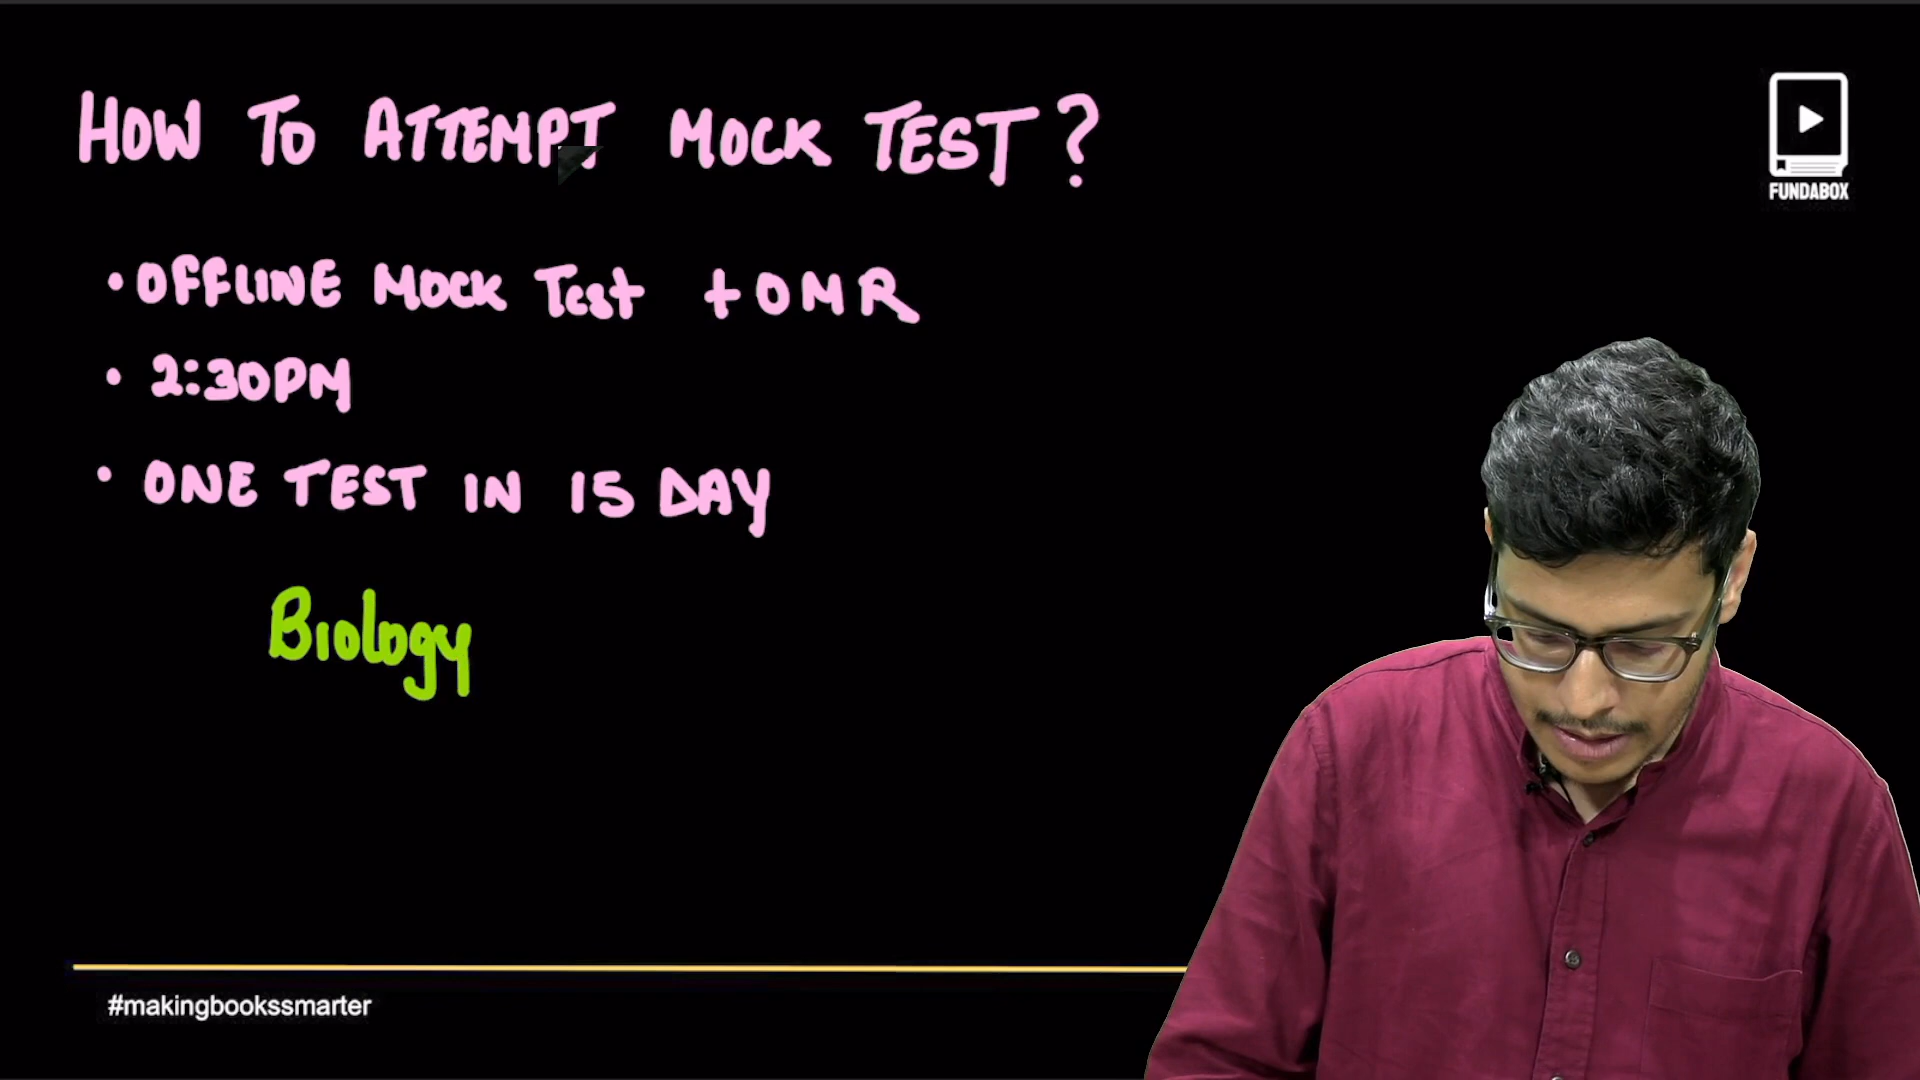 HOW TO ATTEMPT MOCK TEST?
FUNDABOX
• OFFLINE MOCK Test + OMR
• 2:30PM
• ONE TEST IN 15 DAY
Biology
#makingbookssmarter